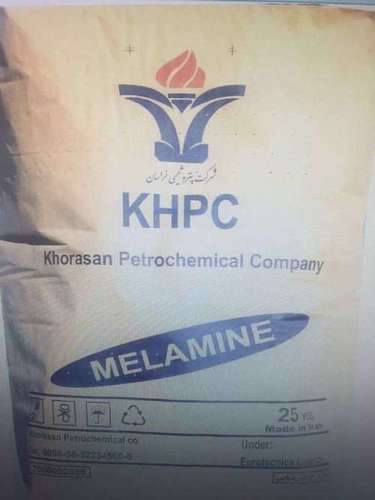 شرکت پتروشیمی خراسان
KHPC
Khorasan Petrochemical Company
MELAMINE
25 KG
Made in Iran
Khorasan Petrochemical co.
Under: